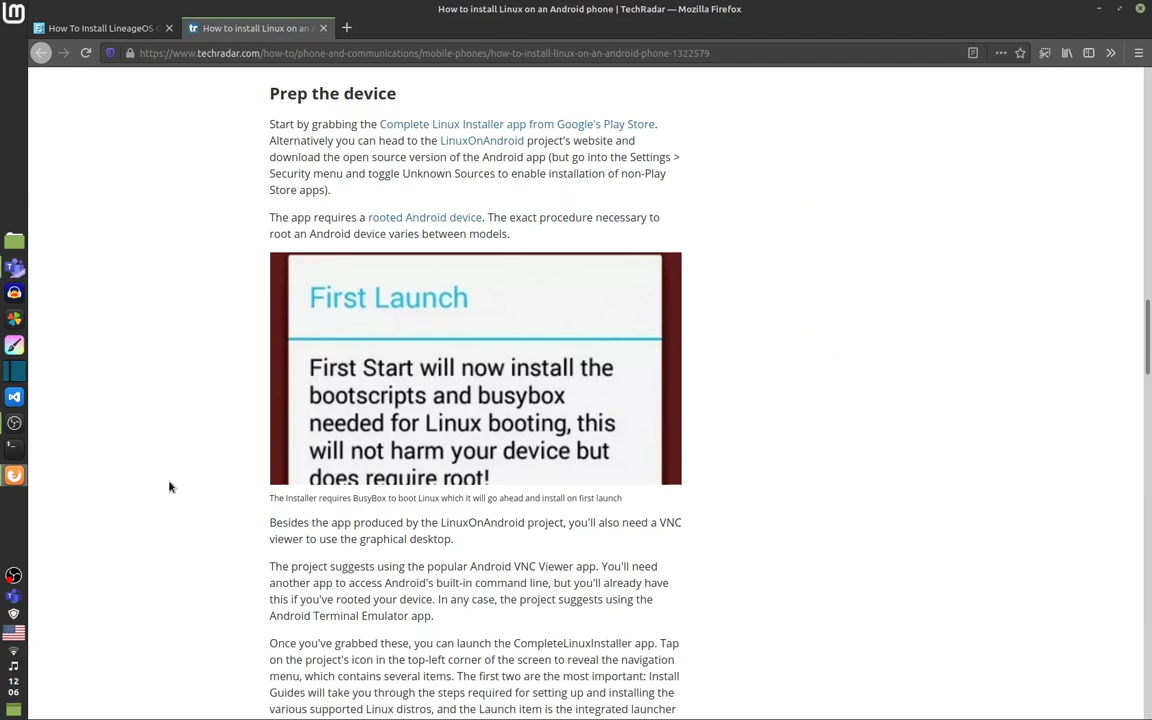 How to install Linux on an Android phone | TechRadar — Mozilla Firefox
How To Install LineageOS
How to install Linux on an
https://www.techradar.com/how-to/phone-and-communications/mobile-phones/how-to-install-linux-on-an-android-phone-1322579
Prep the device
Start by grabbing the Complete Linux Installer app from Google's Play Store.
Alternatively you can head to the LinuxOnAndroid project's website and
download the open source version of the Android app (but go into the Settings >
Security menu and toggle Unknown Sources to enable installation of non-Play
Store apps).
The app requires a rooted Android device. The exact procedure necessary to
root an Android device varies between models.
First Launch
First Start will now install the
bootscripts and busybox
needed for Linux booting, this
will not harm your device but
does require root!
The Installer requires BusyBox to boot Linux which it will go ahead and install on first launch
Besides the app produced by the LinuxOnAndroid project, you'll also need a VNC
viewer to use the graphical desktop.
The project suggests using the popular Android VNC Viewer app. You'll need
another app to access Android's built-in command line, but you'll already have
this if you've rooted your device. In any case, the project suggests using the
Android Terminal Emulator app.
Once you've grabbed these, you can launch the CompleteLinuxInstaller app. Tap
on the project's icon in the top-left corner of the screen to reveal the navigation
menu, which contains several items. The first two are the most important: Install
Guides will take you through the steps required for setting up and installing the
various supported Linux distros, and the Launch item is the integrated launcher
12
06